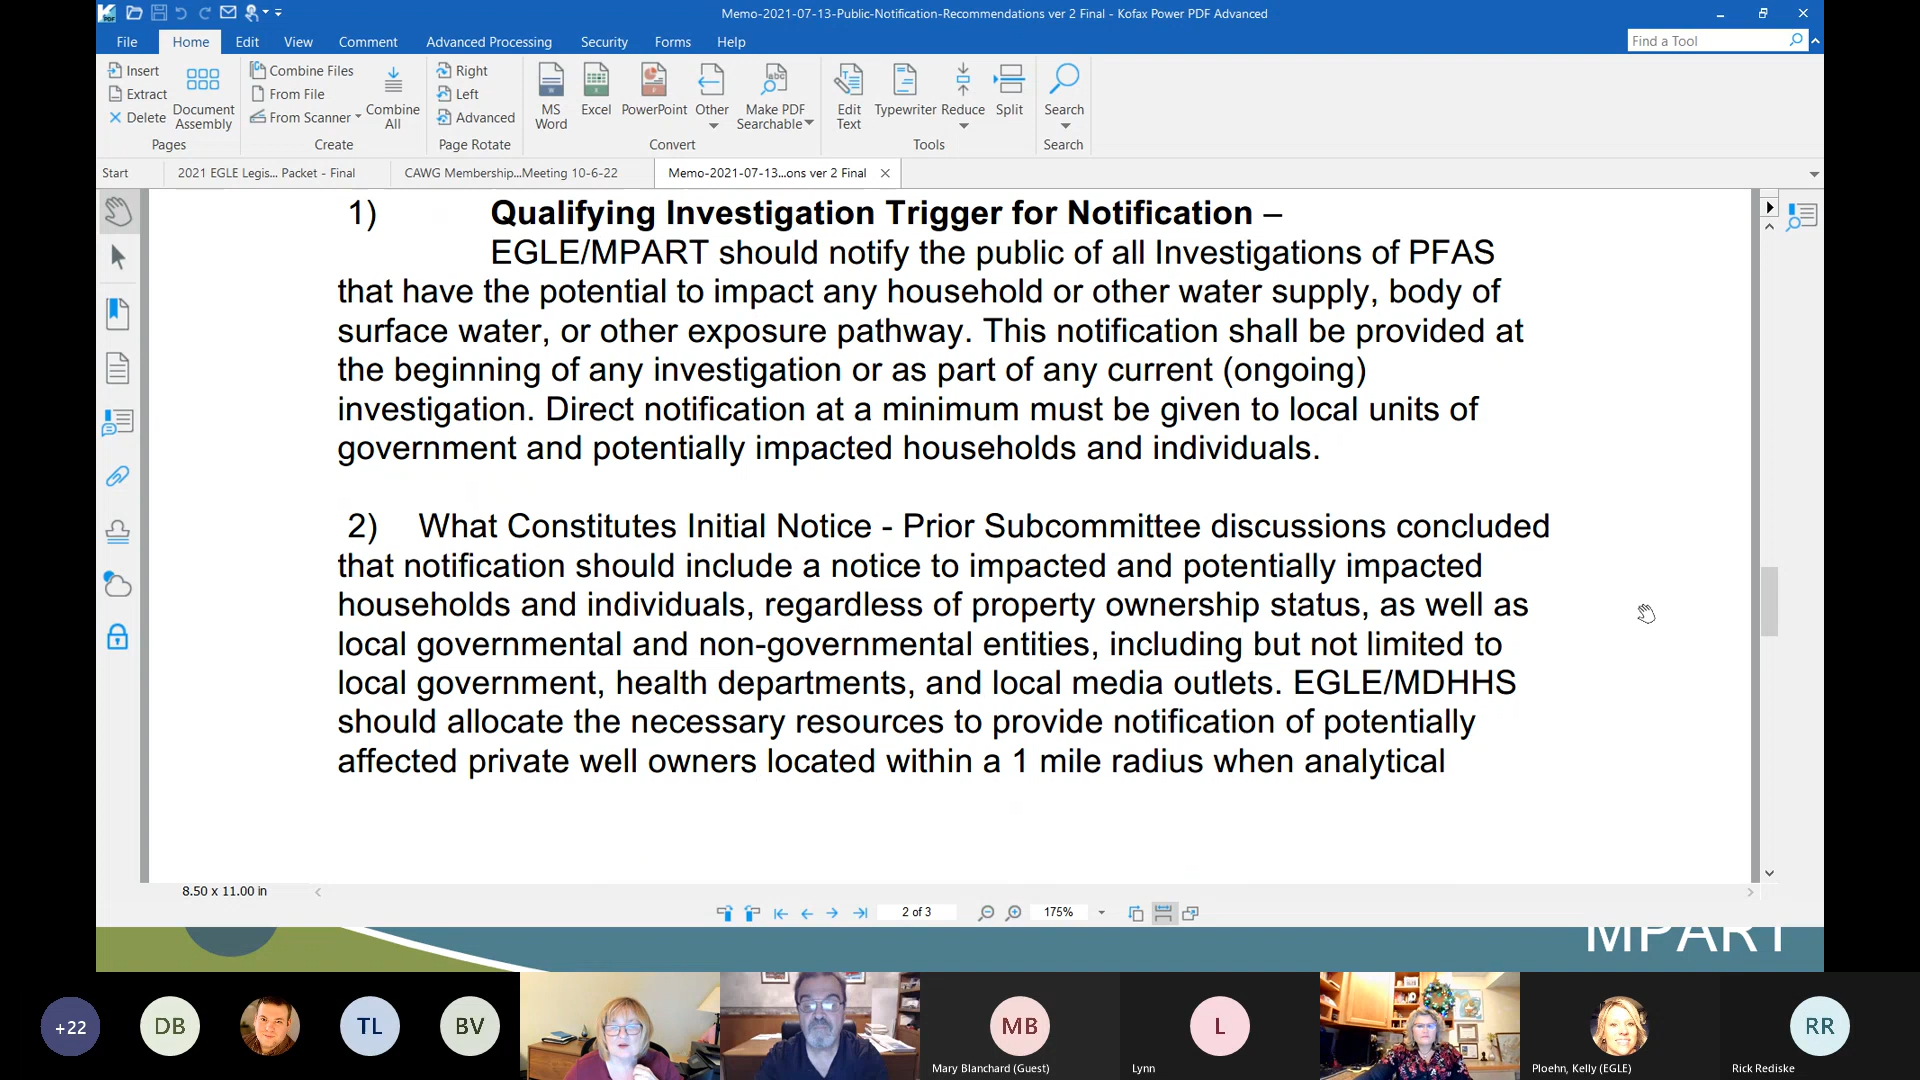 Memo-2021-07-13-Public-Notification-Recommendations ver 2 Final - Kofax Power PDF Advanced
File Home Edit View Comment Advanced Processing Security Forms Help
Find a Tool
Insert
Extract
Delete
Document
Assembly
Pages
Combine Files
From File
From Scanner
Combine
All
Create
Right
Left
Advanced
Page Rotate
MS
Word
Excel
PowerPoint
Other
Make PDF
Searchable
Convert
Edit
Text
Typewriter
Reduce
Split
Tools
Search
Search
Start
2021 EGLE Legis... Packet - Final
CAWG Membership...Meeting 10-6-22
Memo-2021-07-13...ons ver 2 Final
1) Qualifying Investigation Trigger for Notification –
EGLE/MPART should notify the public of all Investigations of PFAS
that have the potential to impact any household or other water supply, body of
surface water, or other exposure pathway. This notification shall be provided at
the beginning of any investigation or as part of any current (ongoing)
investigation. Direct notification at a minimum must be given to local units of
government and potentially impacted households and individuals.
2) What Constitutes Initial Notice - Prior Subcommittee discussions concluded
that notification should include a notice to impacted and potentially impacted
households and individuals, regardless of property ownership status, as well as
local governmental and non-governmental entities, including but not limited to
local government, health departments, and local media outlets. EGLE/MDHHS
should allocate the necessary resources to provide notification of potentially
affected private well owners located within a 1 mile radius when analytical
8.50 x 11.00 in
2 of 3
175%
MPART
+22
DB
TL
BV
MB
Mary Blanchard (Guest)
L
Lynn
Ploehn, Kelly (EGLE)
RR
Rick Rediske